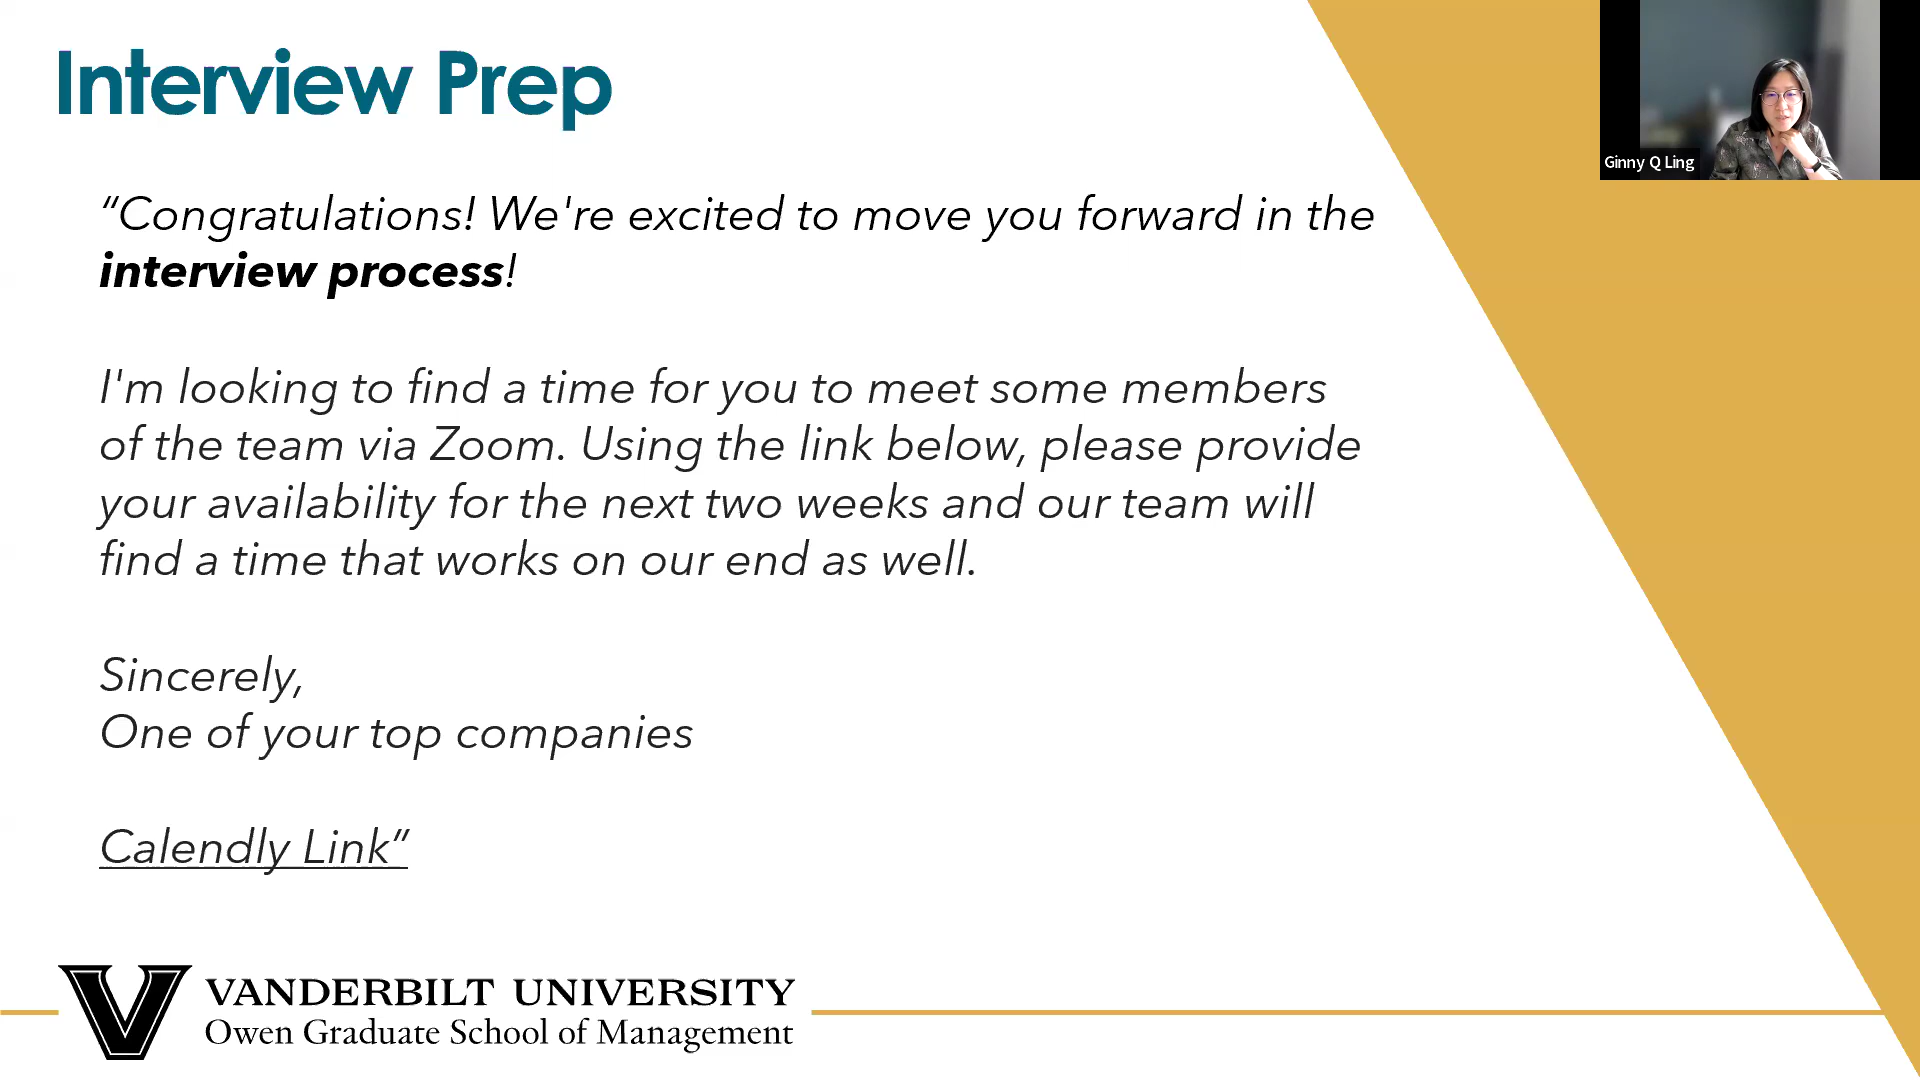 Interview Prep
Ginny Q Ling
“Congratulations! We're excited to move you forward in the
interview process!
I'm looking to find a time for you to meet some members
of the team via Zoom. Using the link below, please provide
your availability for the next two weeks and our team will
find a time that works on our end as well.
Sincerely,
One of your top companies
Calendly Link”
VANDERBILT UNIVERSITY
Owen Graduate School of Management